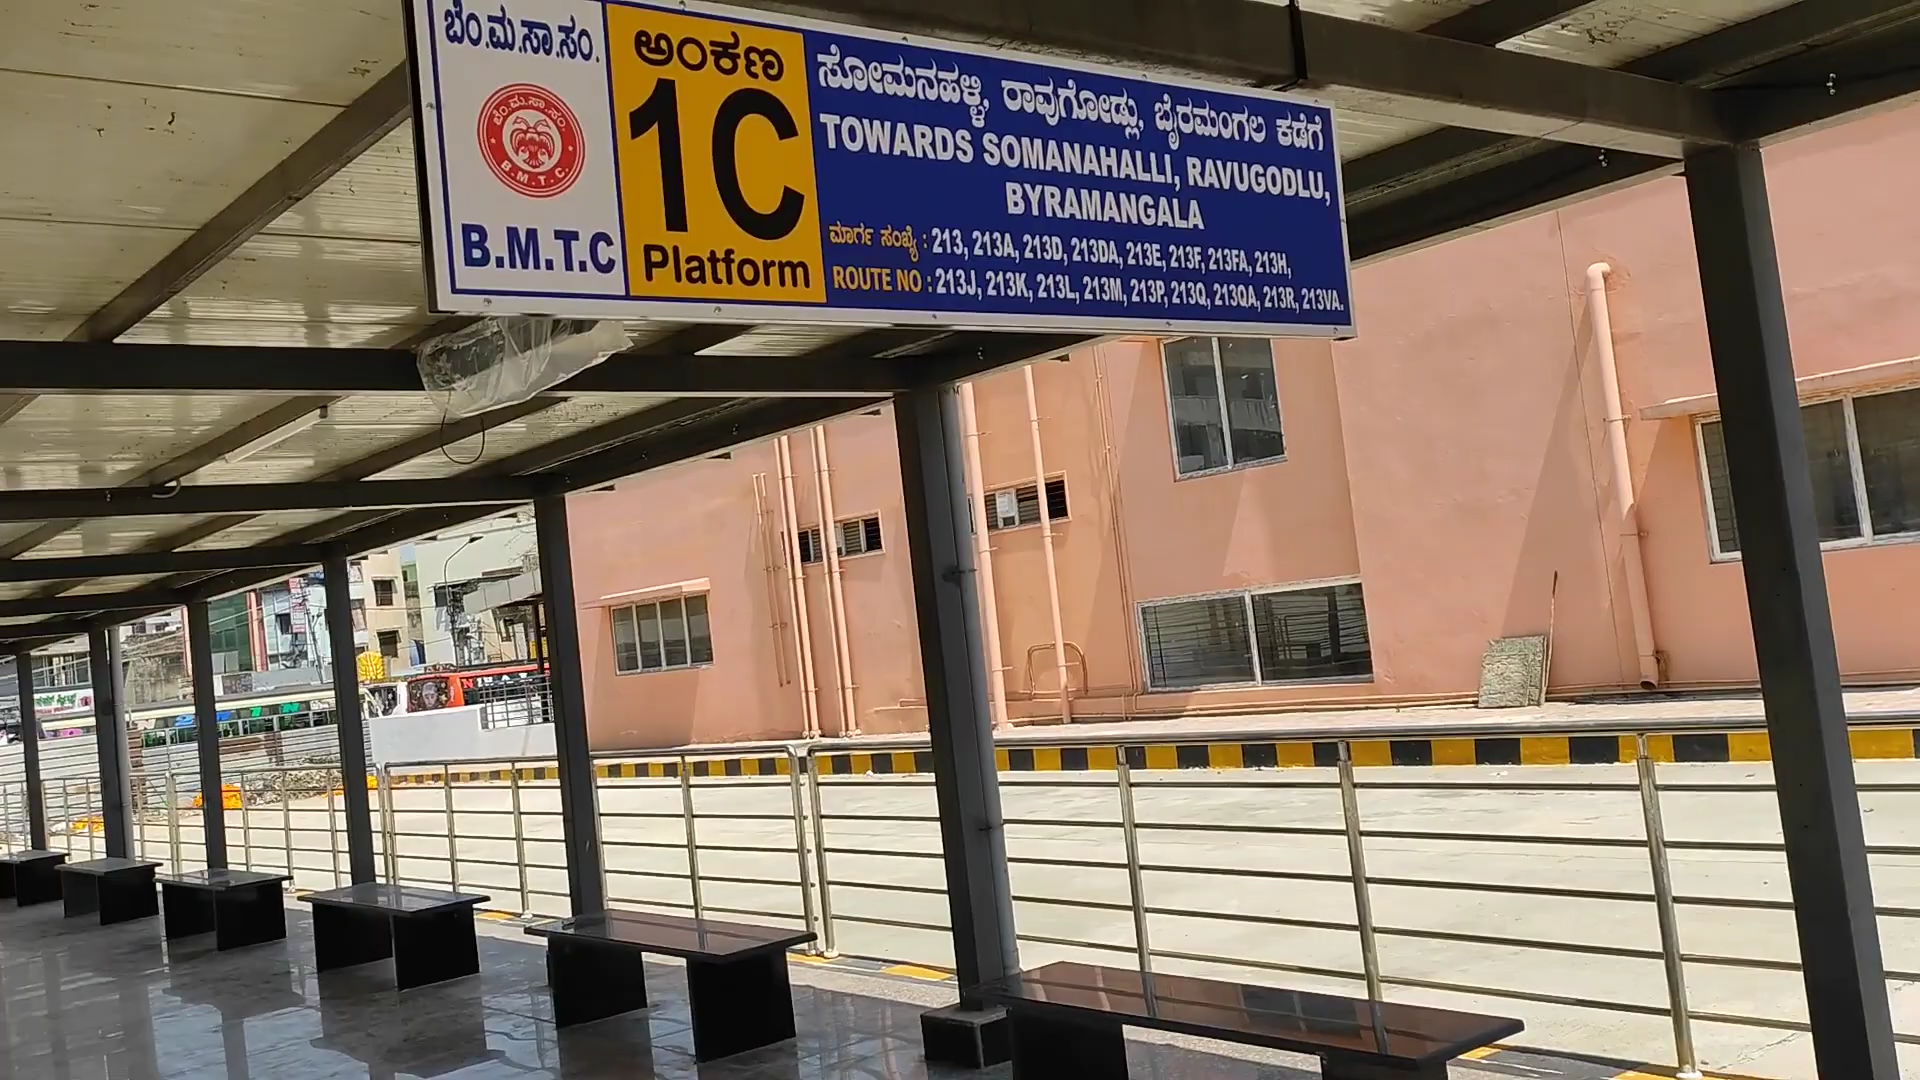 ಬೆಂ.ಮ.ಸಾ.ಸಂ.
ಬೆಂ.ಮ.ಸಾ.ಸಂ.
B.M.T.C.
B.M.T.C
ಅಂಕಣ
1C
Platform
ಸೋಮನಹಳ್ಳಿ, ರಾವುಗೋಡ್ಲು, ಬೈರಮಂಗಲ ಕಡೆಗೆ
TOWARDS SOMANAHALLI, RAVUGODLU,
BYRAMANGALA
ಮಾರ್ಗ ಸಂಖ್ಯೆ : 213, 213A, 213D, 213DA, 213E, 213F, 213FA, 213H,
ROUTE NO : 213J, 213K, 213L, 213M, 213P, 213Q, 213QA, 213R, 213VA.